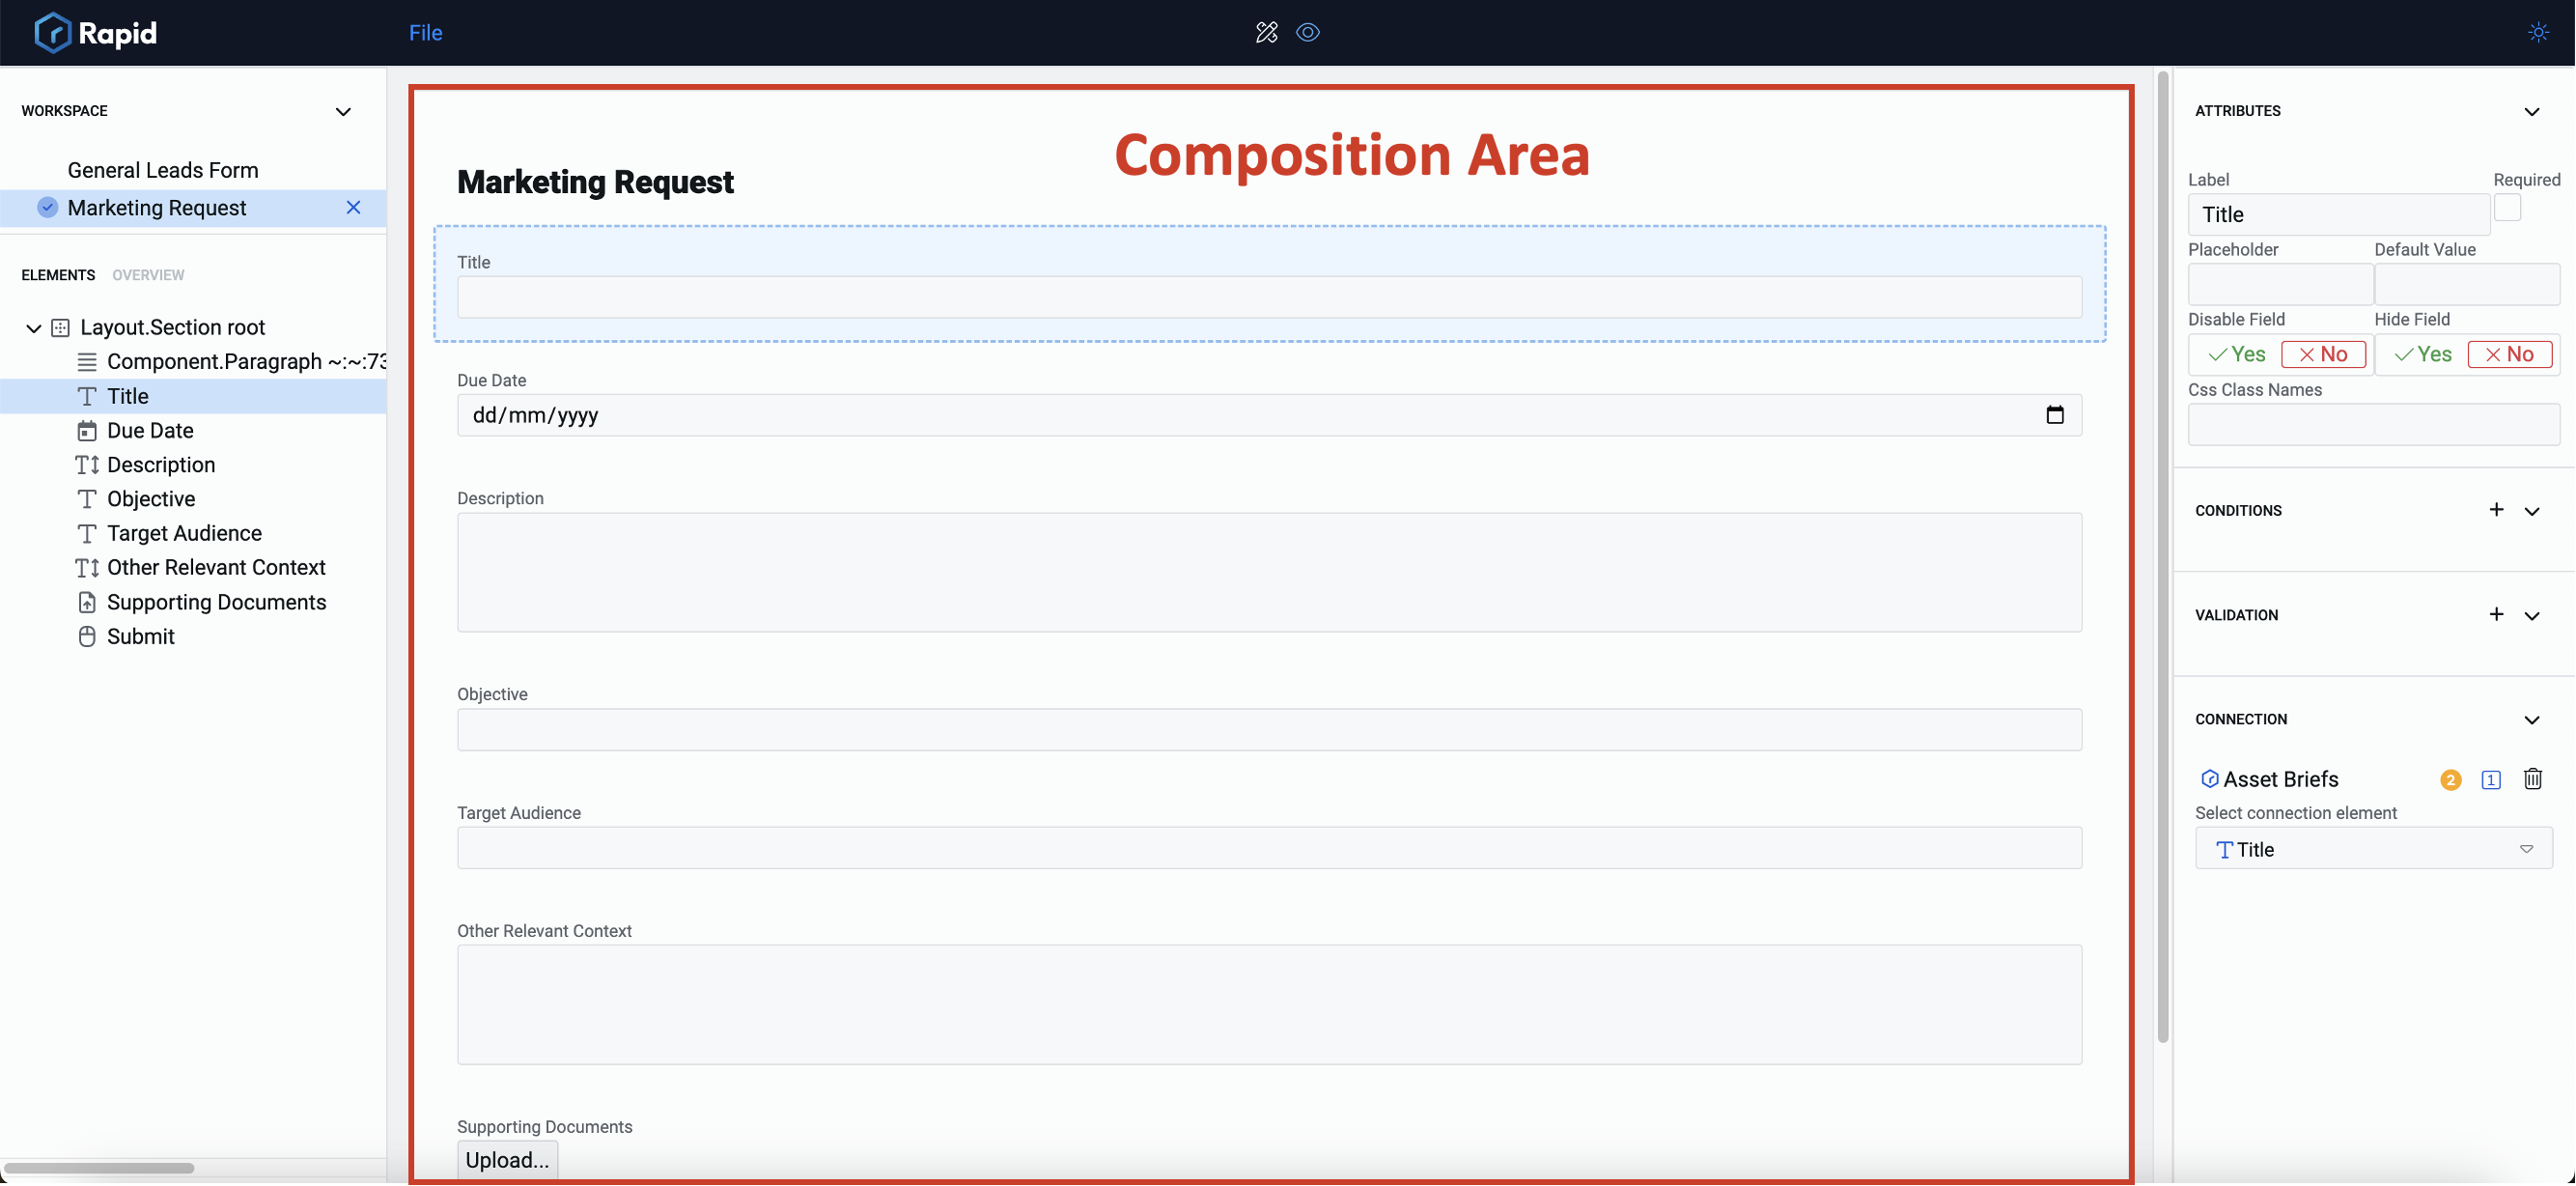 Rapid
File
WORKSPACE
General Leads Form
Marketing Request
ELEMENTS OVERVIEW
Layout.Section root
Component.Paragraph ~:~:73
Title
Due Date
Description
Objective
Target Audience
Other Relevant Context
Supporting Documents
Submit
Composition Area
Marketing Request
Title
Due Date
dd/mm/yyyy
Description
Objective
Target Audience
Other Relevant Context
Supporting Documents
Upload...
ATTRIBUTES
Label Required
Title
Placeholder Default Value
Disable Field Hide Field
Yes No Yes No
Css Class Names
CONDITIONS
VALIDATION
CONNECTION
Asset Briefs 2 1
Select connection element
Title